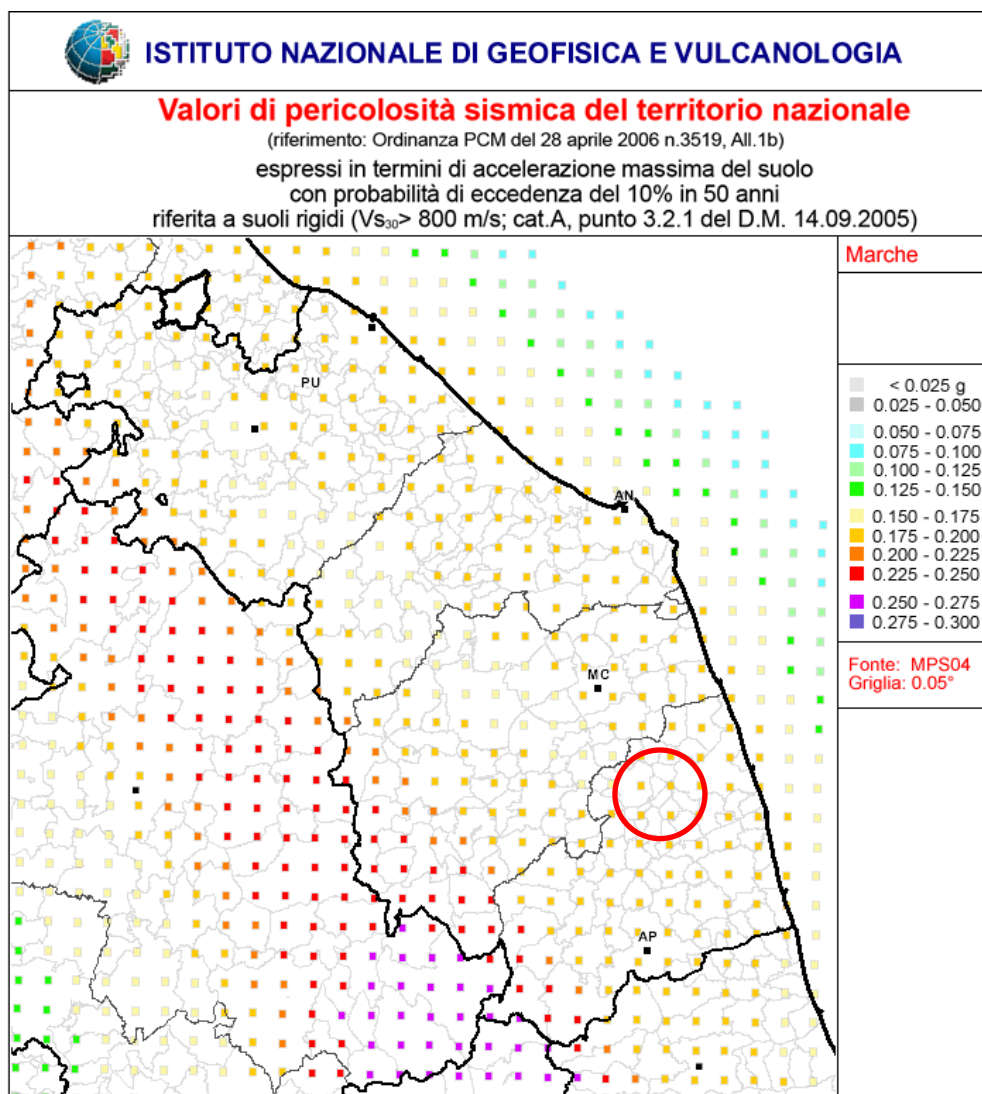 ISTITUTO NAZIONALE DI GEOFISICA E VULCANOLOGIA
Valori di pericolosità sismica del territorio nazionale
(riferimento: Ordinanza PCM del 28 aprile 2006 n.3519, All.1b)
espressi in termini di accelerazione massima del suolo
con probabilità di eccedenza del 10% in 50 anni
riferita a suoli rigidi (Vs₃₀> 800 m/s; cat.A, punto 3.2.1 del D.M. 14.09.2005)
Marche
< 0.025 g
0.025 - 0.050
0.050 - 0.075
0.075 - 0.100
0.100 - 0.125
0.125 - 0.150
0.150 - 0.175
0.175 - 0.200
0.200 - 0.225
0.225 - 0.250
0.250 - 0.275
0.275 - 0.300
Fonte: MPS04
Griglia: 0.05°
PU
AN
MC
AP